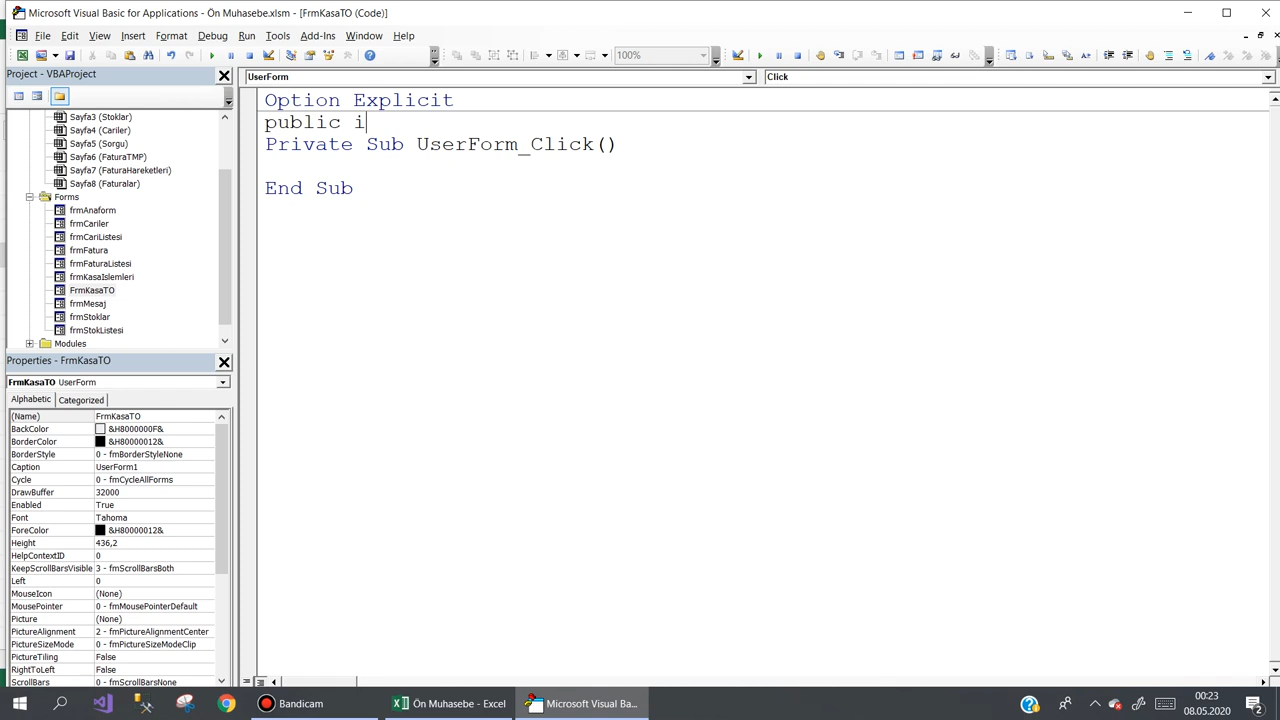 Microsoft Visual Basic for Applications - Ön Muhasebe.xlsm - [FrmKasaTO (Code)]
File Edit View Insert Format Debug Run Tools Add-Ins Window Help
100%
Project - VBAProject
UserForm
Click
Sayfa3 (Stoklar)
Sayfa4 (Cariler)
Sayfa5 (Sorgu)
Sayfa6 (FaturaTMP)
Sayfa7 (FaturaHareketleri)
Sayfa8 (Faturalar)
Forms
frmAnaform
frmCariler
frmCariListesi
frmFatura
frmFaturaListesi
frmKasaIslemleri
FrmKasaTO
frmMesaj
frmStoklar
frmStokListesi
Modules
Option Explicit
public i
Private Sub UserForm_Click()
End Sub
Properties - FrmKasaTO
FrmKasaTO UserForm
Alphabetic Categorized
(Name) FrmKasaTO
BackColor &H8000000F&
BorderColor &H80000012&
BorderStyle 0 - fmBorderStyleNone
Caption UserForm1
Cycle 0 - fmCycleAllForms
DrawBuffer 32000
Enabled True
Font Tahoma
ForeColor &H80000012&
Height 436,2
HelpContextID 0
KeepScrollBarsVisible 3 - fmScrollBarsBoth
Left 0
MouseIcon (None)
MousePointer 0 - fmMousePointerDefault
Picture (None)
PictureAlignment 2 - fmPictureAlignmentCenter
PictureSizeMode 0 - fmPictureSizeModeClip
PictureTiling False
RightToLeft False
ScrollBars 0 - fmScrollBarsNone
Bandicam
Ön Muhasebe - Excel
Microsoft Visual Ba...
00:23
08.05.2020
2